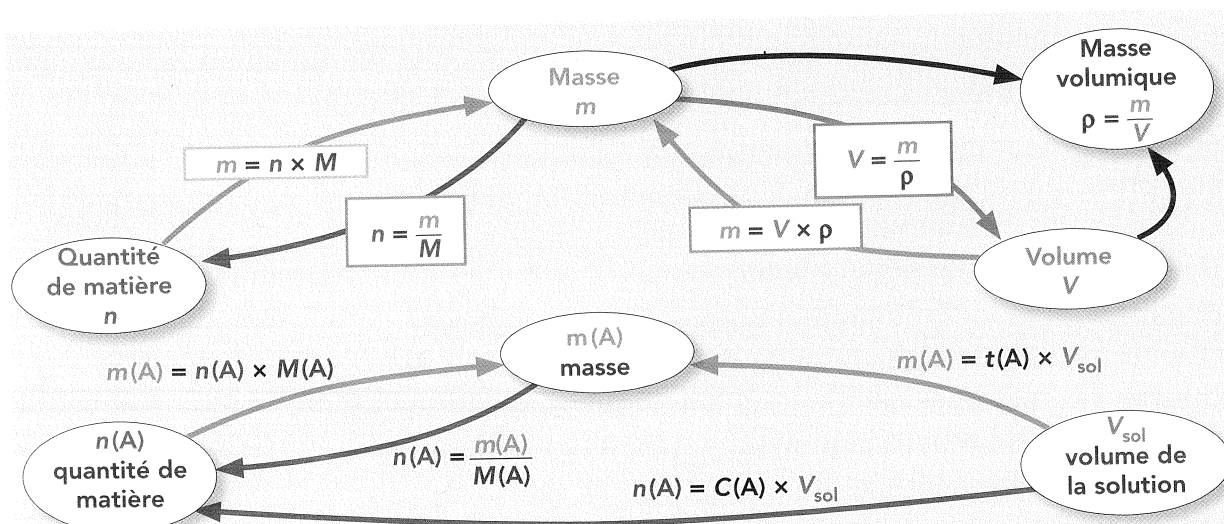 Masse
m
Masse
volumique
ρ = m/V
m = n × M
V = m/ρ
n = m/M
m = V × ρ
Quantité
de matière
n
Volume
V
m(A)
masse
m(A) = n(A) × M(A)
m(A) = t(A) × Vsol
n(A)
quantité de
matière
n(A) = m(A)/M(A)
n(A) = C(A) × Vsol
Vsol
volume de
la solution